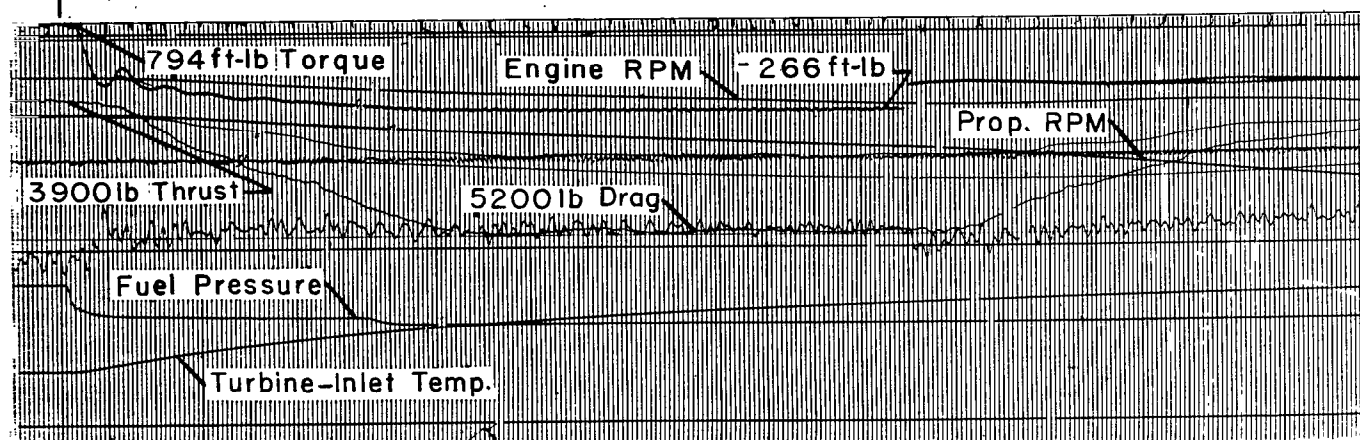 794 ft-lb Torque
Engine RPM
-266 ft-lb
Prop. RPM
3900 lb Thrust
5200 lb Drag
Fuel Pressure
Turbine-Inlet Temp.